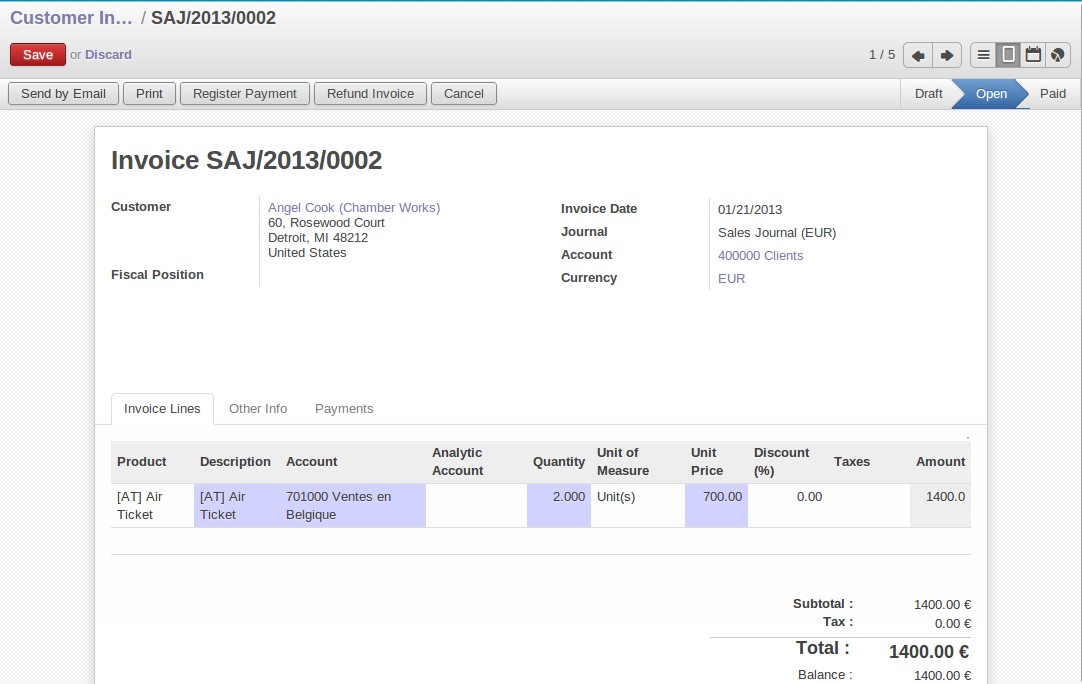 Customer In... / SAJ/2013/0002
Save or Discard
1 / 5
Send by Email Print Register Payment Refund Invoice Cancel
Draft Open Paid
Invoice SAJ/2013/0002
Customer
Angel Cook (Chamber Works)
60, Rosewood Court
Detroit, MI 48212
United States
Fiscal Position
Invoice Date 01/21/2013
Journal Sales Journal (EUR)
Account 400000 Clients
Currency EUR
Invoice Lines Other Info Payments
Product Description Account Analytic Account Quantity Unit of Measure Unit Price Discount (%) Taxes Amount
[AT] Air Ticket [AT] Air Ticket 701000 Ventes en Belgique 2.000 Unit(s) 700.00 0.00 1400.0
Subtotal : 1400.00 €
Tax : 0.00 €
Total : 1400.00 €
Balance : 1400.00 €